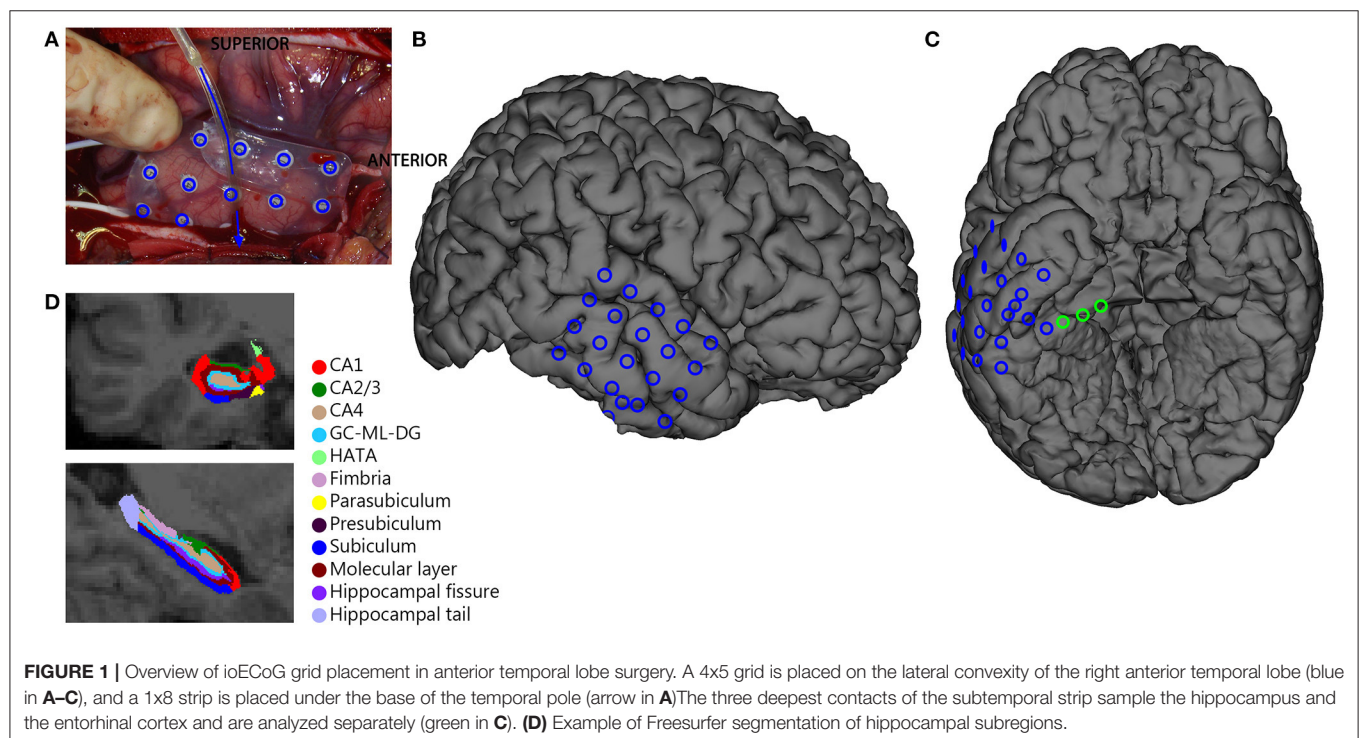 A
SUPERIOR
ANTERIOR
B
C
D
CA1
CA2/3
CA4
GC-ML-DG
HATA
Fimbria
Parasubiculum
Presubiculum
Subiculum
Molecular layer
Hippocampal fissure
Hippocampal tail
FIGURE 1 | Overview of ioECoG grid placement in anterior temporal lobe surgery. A 4x5 grid is placed on the lateral convexity of the right anterior temporal lobe (blue
in A–C), and a 1x8 strip is placed under the base of the temporal pole (arrow in A)The three deepest contacts of the subtemporal strip sample the hippocampus and
the entorhinal cortex and are analyzed separately (green in C). (D) Example of Freesurfer segmentation of hippocampal subregions.